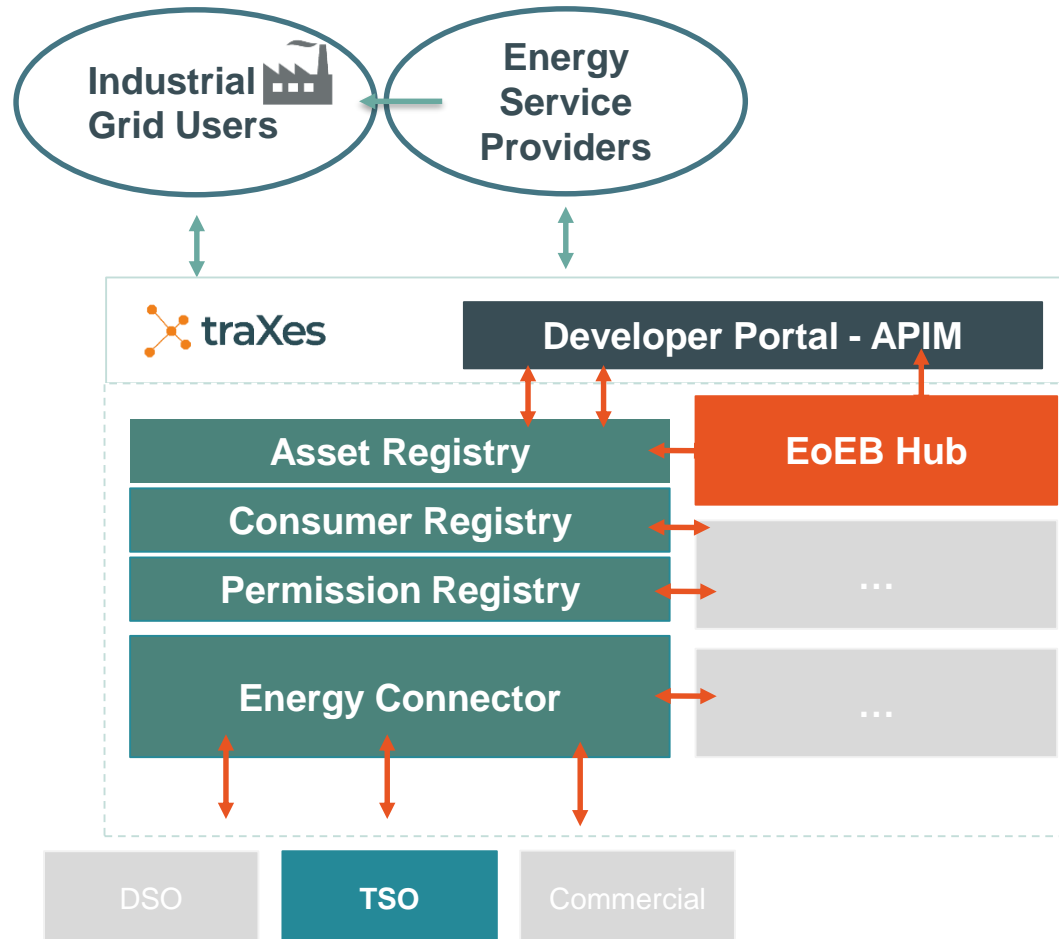 Industrial
Grid Users
Energy
Service
Providers
traXes
Developer Portal - APIM
Asset Registry
EoEB Hub
Consumer Registry
Permission Registry
...
Energy Connector
...
DSO
TSO
Commercial